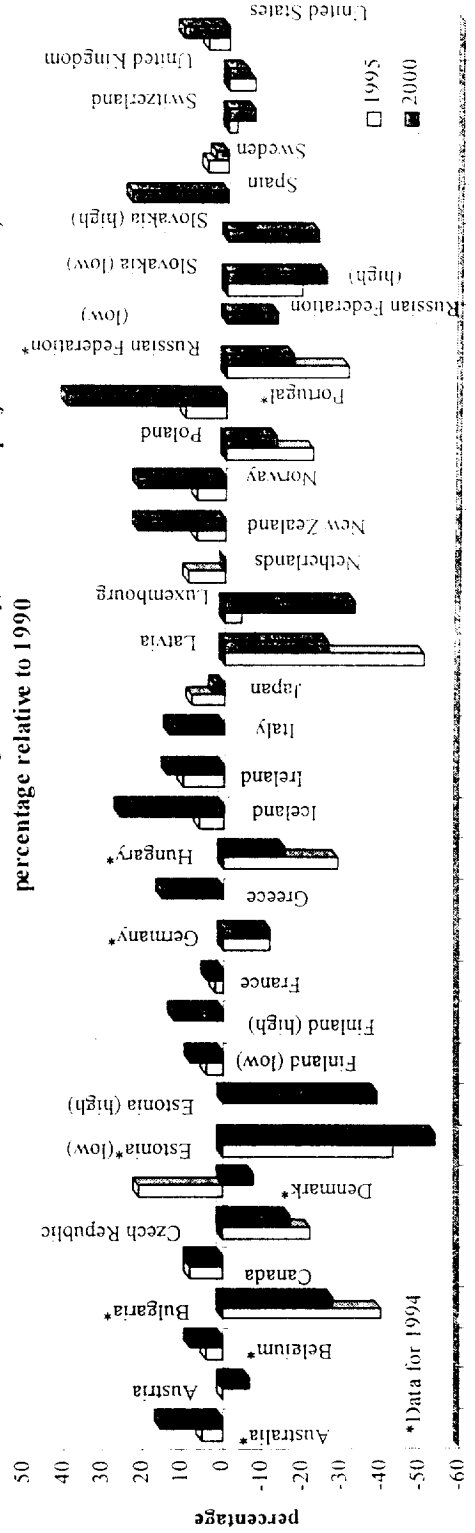 percentage relative to 1990
percentage
50
40
30
20
10
0
-10
-20
-30
-40
-50
-60
Australia*
Austria
Belgium*
Bulgaria*
Canada
Czech Republic
Denmark*
Estonia*(low)
Estonia (high)
Finland (low)
Finland (high)
France
Germany*
Greece
Hungary*
Iceland
Ireland
Italy
Japan
Latvia
Luxembourg
Netherlands
New Zealand
Norway
Poland
Portugal*
Russian Federation*
(low)
Russian Federation
(high)
Slovakia (low)
Slovakia (high)
Spain
Sweden
Switzerland
United Kingdom
United States
1995
2000
*Data for 1994